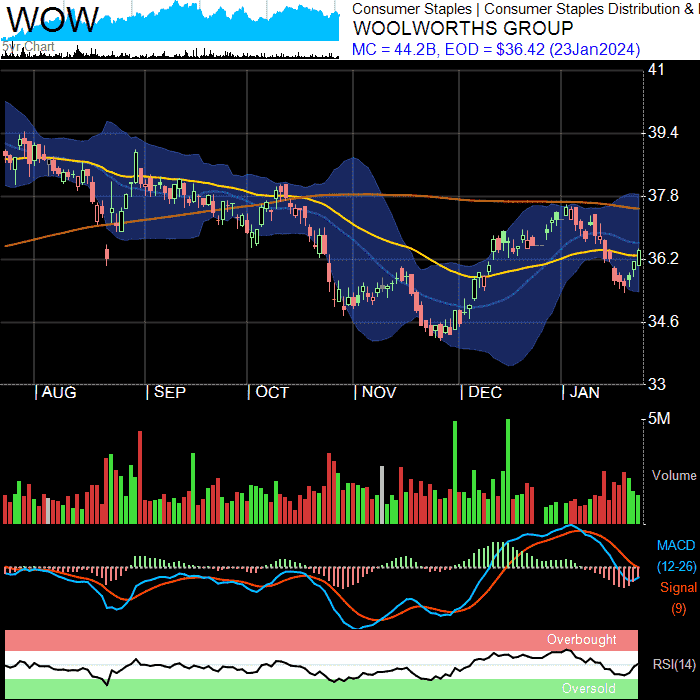 WOW
5yr Chart
Consumer Staples | Consumer Staples Distribution &
WOOLWORTHS GROUP
MC = 44.2B, EOD = $36.42 (23Jan2024)
41
39.4
37.8
36.2
34.6
33
| AUG | SEP | OCT | NOV | DEC | JAN
5M
Volume
MACD
(12-26)
Signal
(9)
Overbought
RSI(14)
Oversold